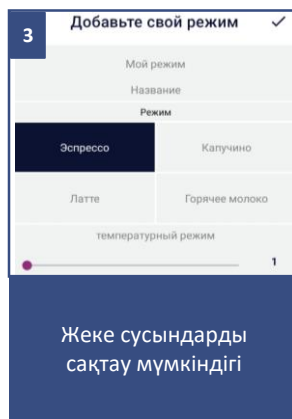 3
Добавьте свой режим
Мой режим
Название
Режим
Эспрессо
Капучино
Латте
Горячее молоко
температурный режим
1
Жеке сусындарды
сақтау мүмкіндігі